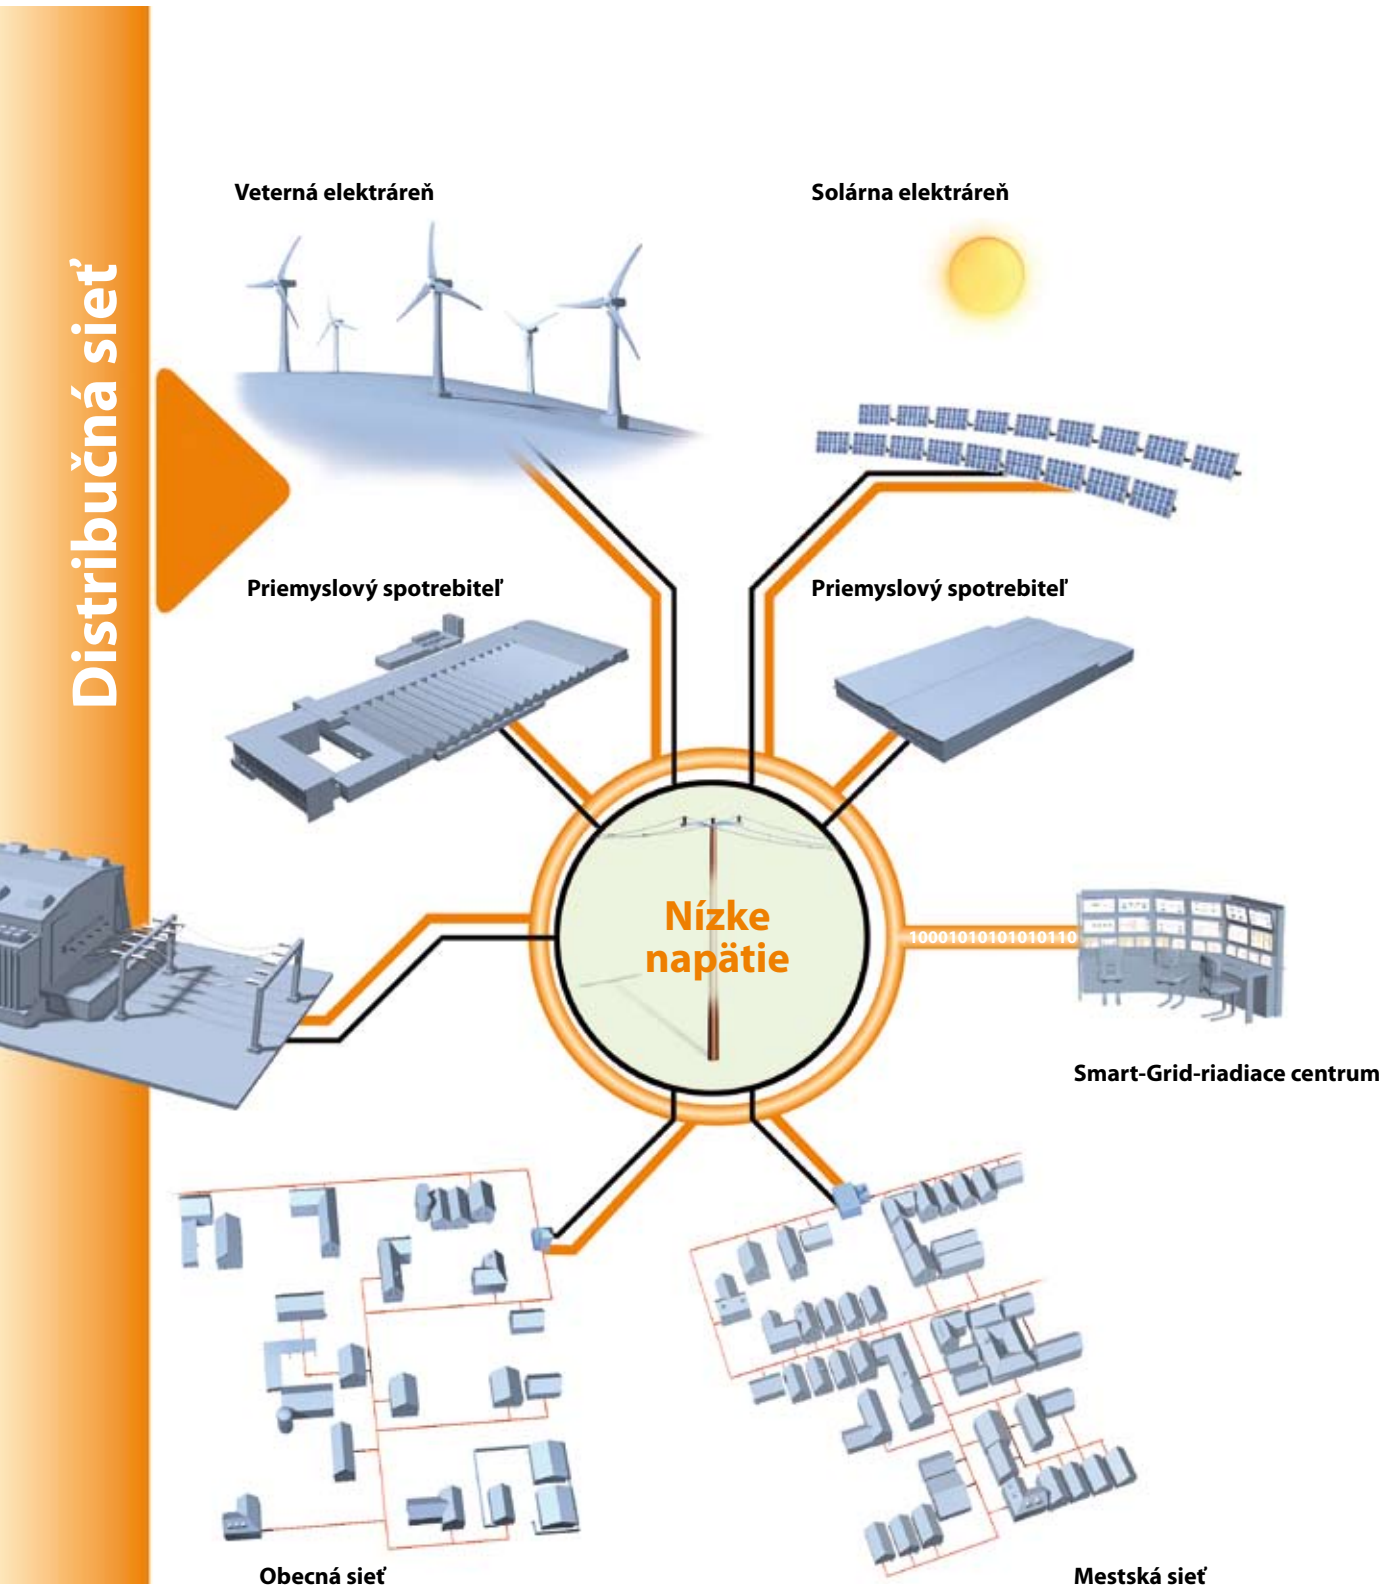 Distribučná sieť
Veterná elektráreň
Solárna elektráreň
Priemyslový spotrebiteľ
Priemyslový spotrebiteľ
Nízke
napätie
10001010101010110
Smart-Grid-riadiace centrum
Obecná sieť
Mestská sieť